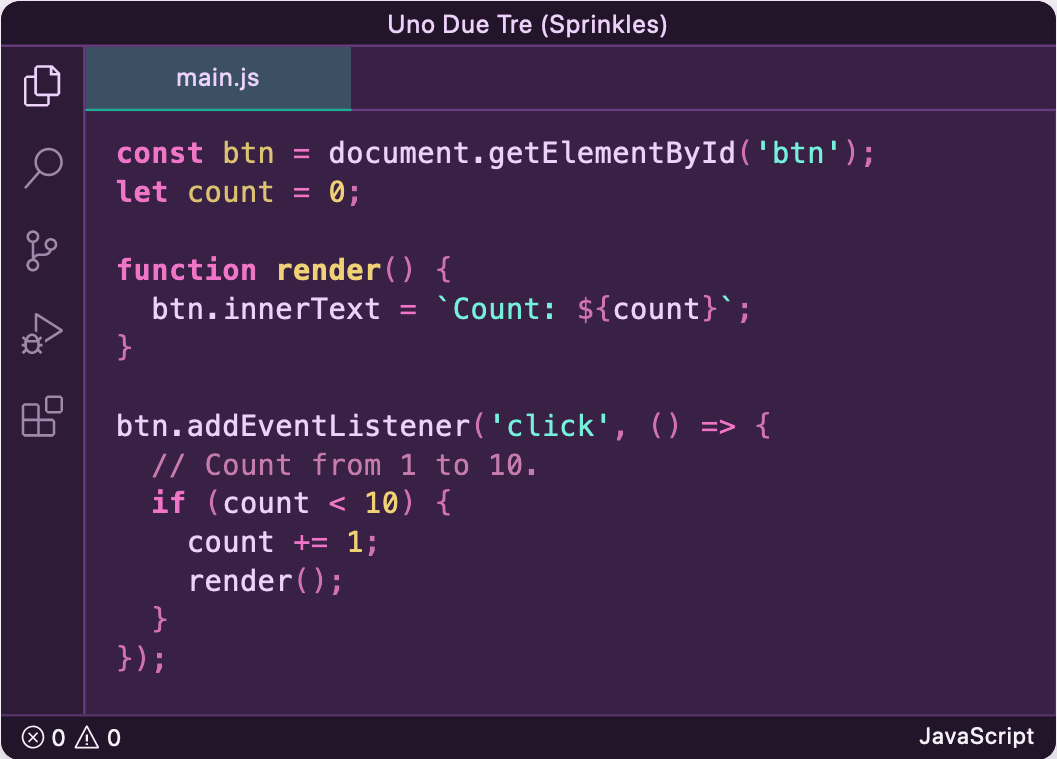 Uno Due Tre (Sprinkles)
main.js
const btn = document.getElementById('btn');
let count = 0;

function render() {
  btn.innerText = `Count: ${count}`;
}

btn.addEventListener('click', () => {
  // Count from 1 to 10.
  if (count < 10) {
    count += 1;
    render();
  }
});
0 0
JavaScript